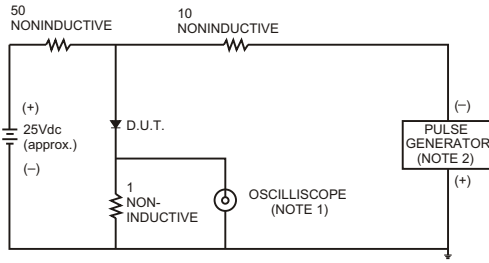 50
NONINDUCTIVE
10
NONINDUCTIVE
(+)
25Vdc
(approx.)
(–)
D.U.T.
1
NON-
INDUCTIVE
OSCILLISCOPE
(NOTE 1)
(–)
PULSE
GENERATOR
(NOTE 2)
(+)